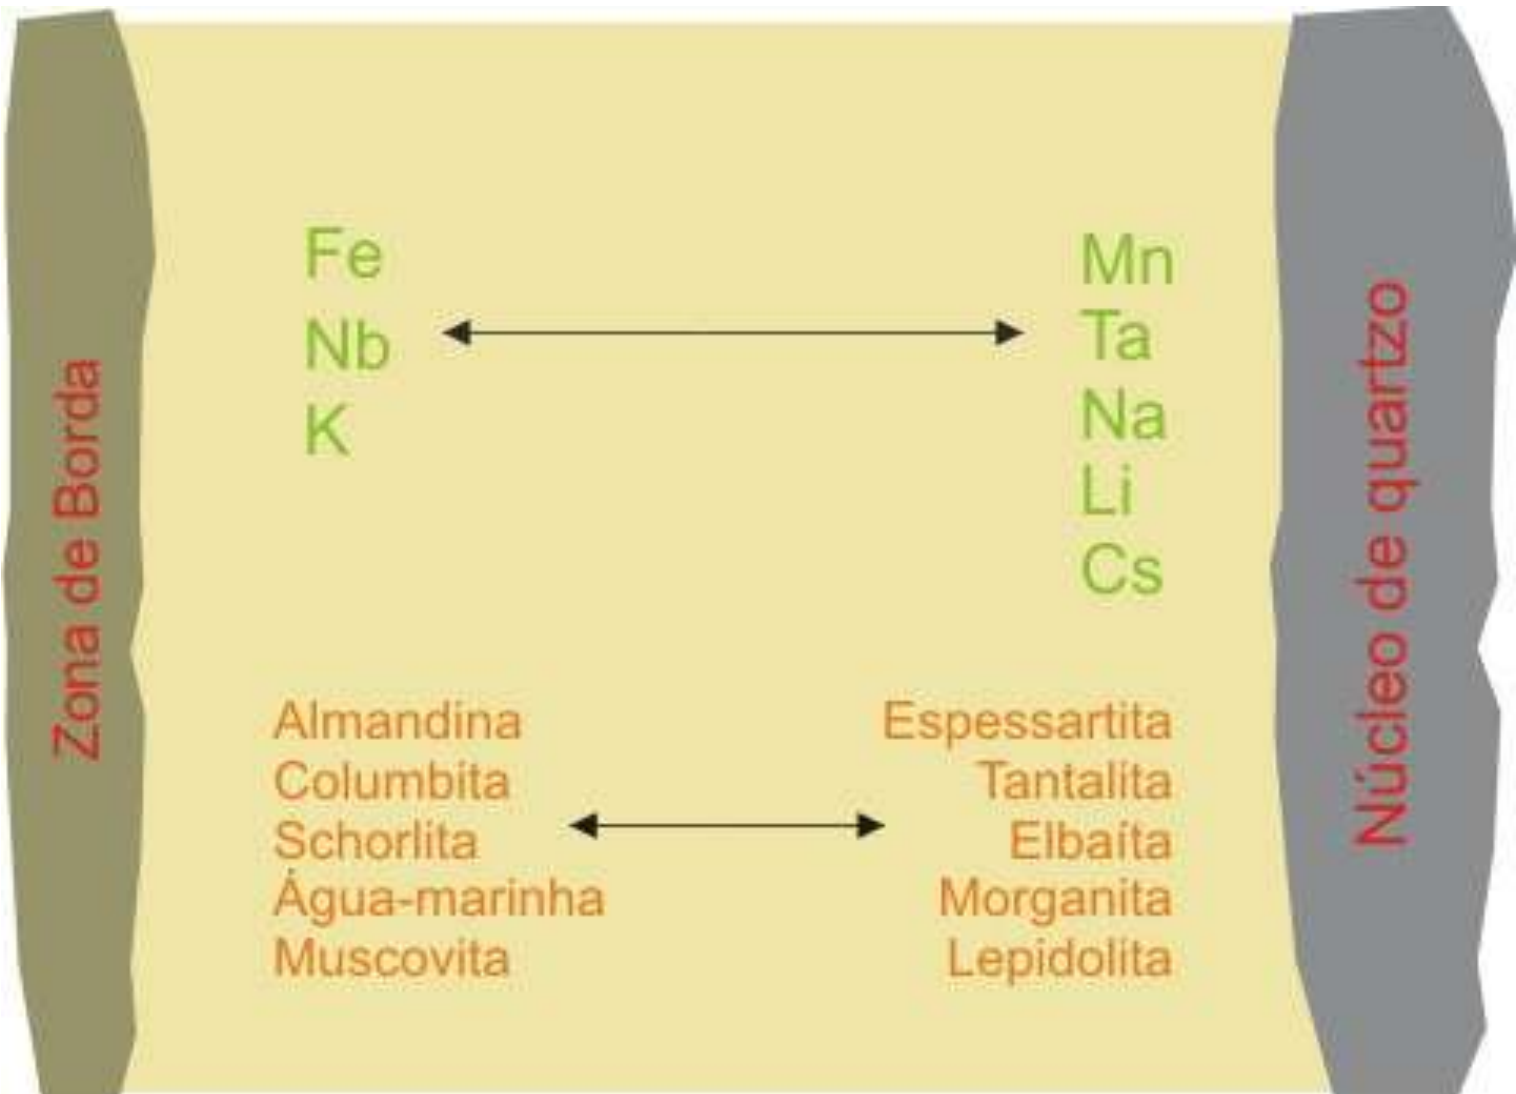 Zona de Borda
Fe
Nb
K
Mn
Ta
Na
Li
Cs
Almandina
Columbita
Schorlita
Água-marinha
Muscovita
Espessartita
Tantalita
Elbaíta
Morganita
Lepidolita
Núcleo de quartzo